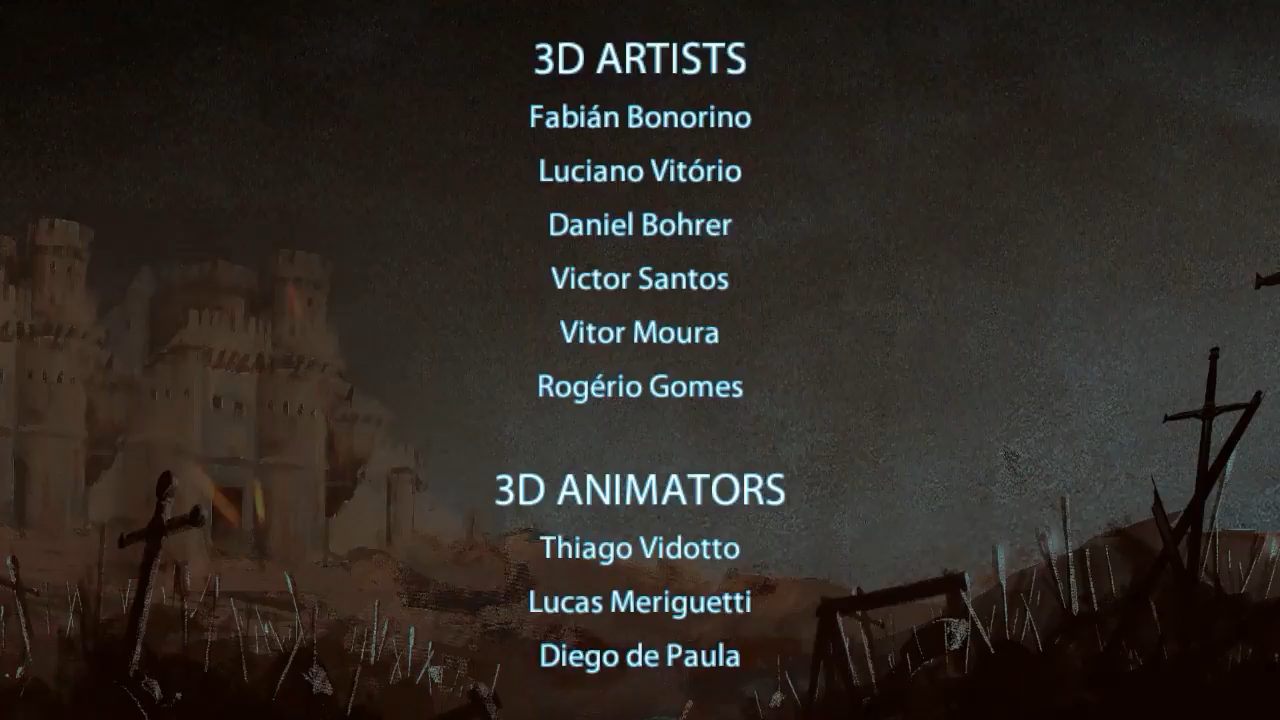 3D ARTISTS
Fabián Bonorino
Luciano Vitório
Daniel Bohrer
Victor Santos
Vitor Moura
Rogério Gomes
3D ANIMATORS
Thiago Vidotto
Lucas Meriguetti
Diego de Paula